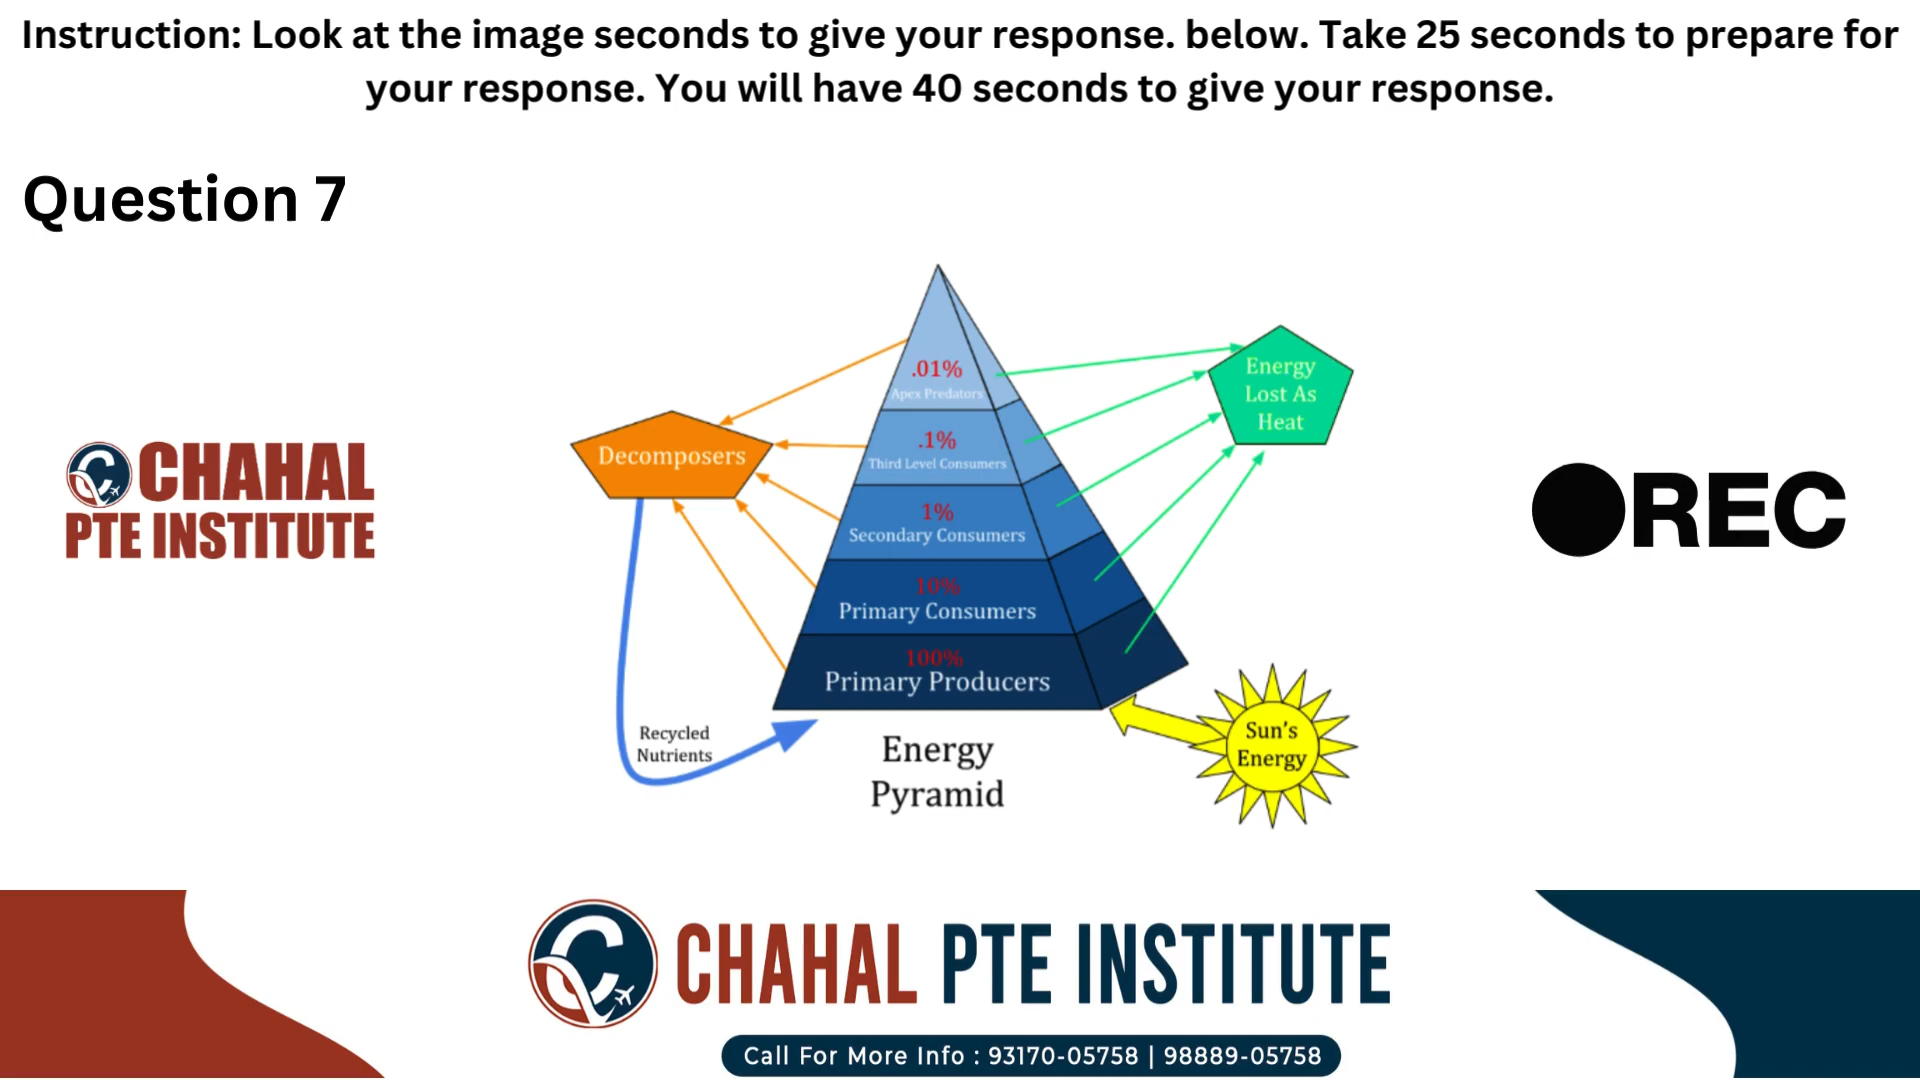 Instruction: Look at the image seconds to give your response. below. Take 25 seconds to prepare for
your response. You will have 40 seconds to give your response.
Question 7
.01%
Apex Predators
.1%
Third Level Consumers
1%
Secondary Consumers
10%
Primary Consumers
100%
Primary Producers
Energy
Lost As
Heat
Decomposers
CHAHAL
PTE INSTITUTE
REC
Recycled
Nutrients
Sun's
Energy
Energy
Pyramid
CHAHAL PTE INSTITUTE
Call For More Info : 93170-05758 | 98889-05758